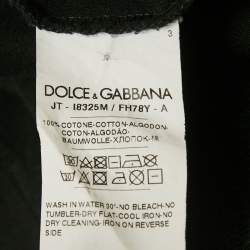 3
DOLCE & GABBANA
JT - I8325M / FH78Y - A
100% COTONE-COTTON-ALGODON-
COTON-ALGODÃO-
BAUMWOLLE-ХЛОПОК-棉
WASH IN WATER 30°-NO BLEACH-NO
TUMBLER-DRY FLAT-COOL IRON-NO
DRY CLEANING-IRON ON REVERSE
SIDE